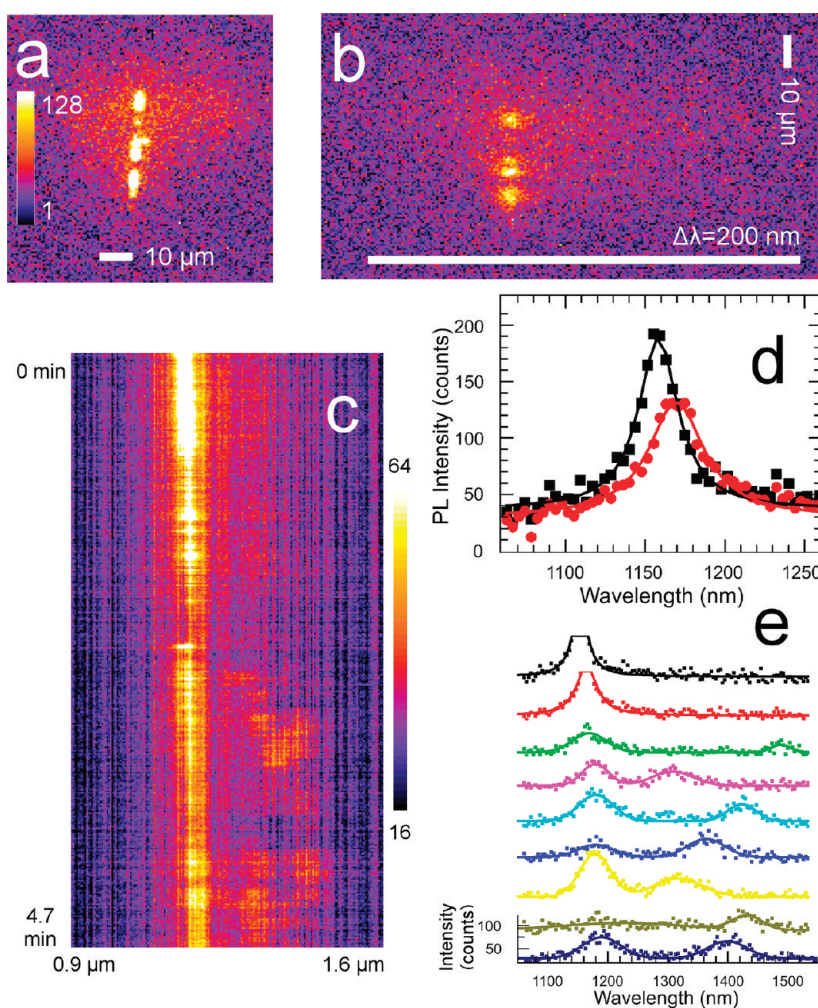 a
128
1
10 µm
b
10 µm
Δλ=200 nm
0 min
c
64
16
4.7
min
0.9 µm
1.6 µm
d
PL Intensity (counts)
200
150
100
50
0
1100
1150
1200
1250
Wavelength (nm)
e
Intensity
(counts)
100
50
1100
1200
1300
1400
1500
Wavelength (nm)